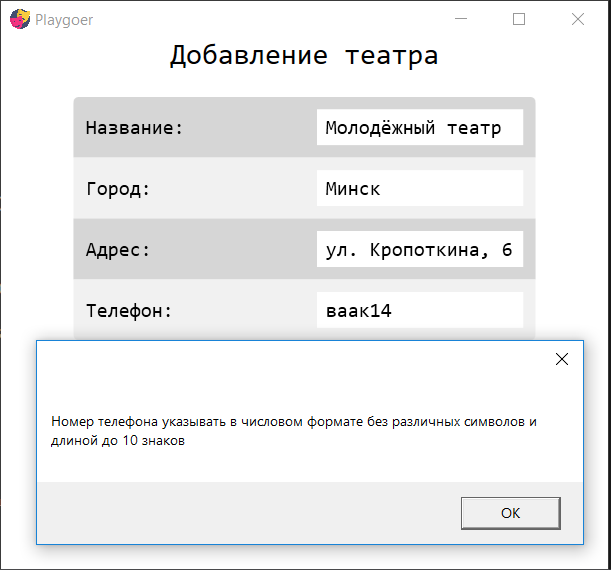 Playgoer
Добавление театра
Название: Молодёжный театр
Город: Минск
Адрес: ул. Кропоткина, 6
Телефон: ваак14
Номер телефона указывать в числовом формате без различных символов и
длиной до 10 знаков
ОК